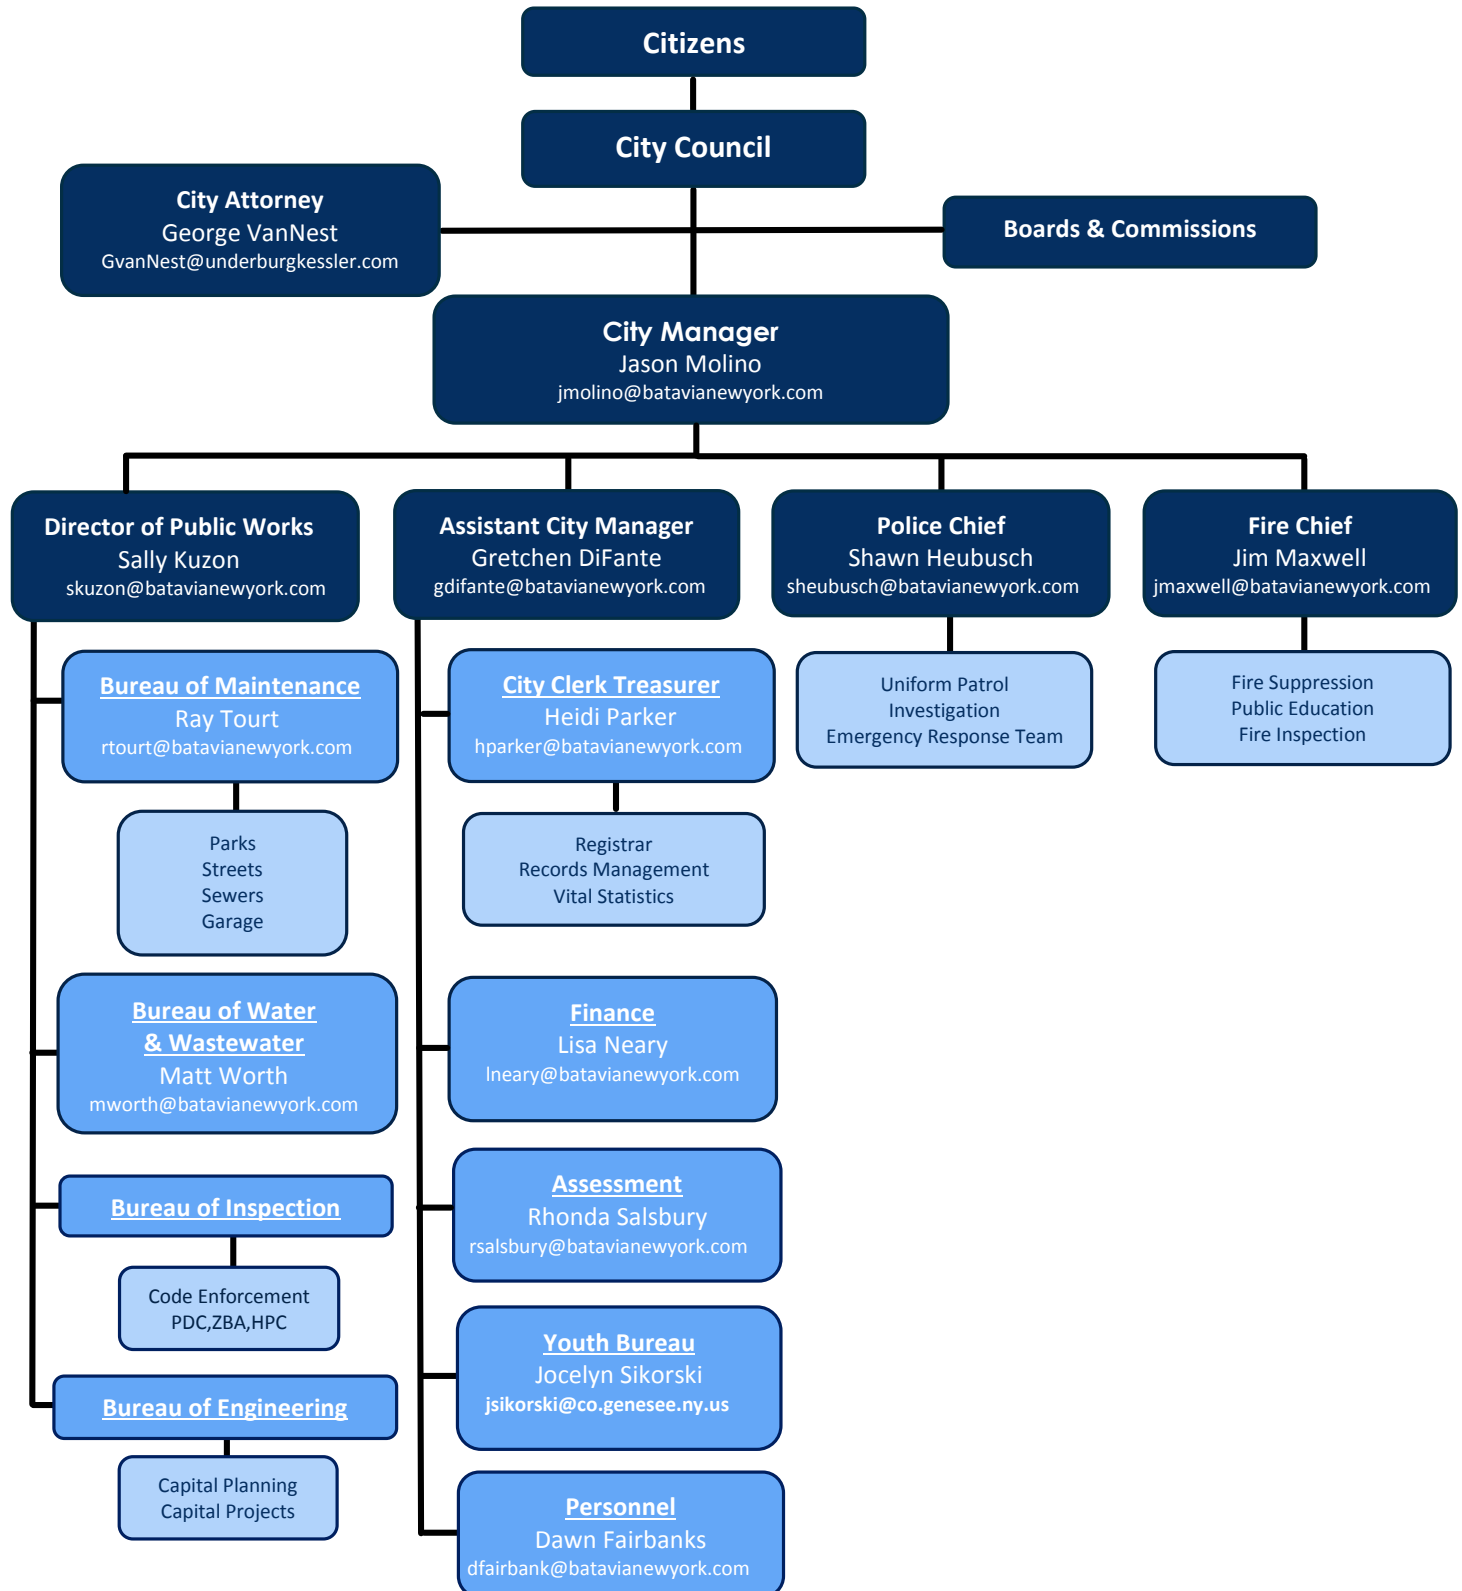 Citizens
City Council
City Attorney
George VanNest
GvanNest@underburgkessler.com
Boards & Commissions
City Manager
Jason Molino
jmolino@batavianewyork.com
Director of Public Works
Sally Kuzon
skuzon@batavianewyork.com
Assistant City Manager
Gretchen DiFante
gdifante@batavianewyork.com
Police Chief
Shawn Heubusch
sheubusch@batavianewyork.com
Fire Chief
Jim Maxwell
jmaxwell@batavianewyork.com
Bureau of Maintenance
Ray Tourt
rtourt@batavianewyork.com
Parks
Streets
Sewers
Garage
Bureau of Water
& Wastewater
Matt Worth
mworth@batavianewyork.com
Bureau of Inspection
Code Enforcement
PDC,ZBA,HPC
Bureau of Engineering
Capital Planning
Capital Projects
City Clerk Treasurer
Heidi Parker
hparker@batavianewyork.com
Registrar
Records Management
Vital Statistics
Finance
Lisa Neary
lneary@batavianewyork.com
Assessment
Rhonda Salsbury
rsalsbury@batavianewyork.com
Youth Bureau
Jocelyn Sikorski
jsikorski@co.genesee.ny.us
Personnel
Dawn Fairbanks
dfairbank@batavianewyork.com
Uniform Patrol
Investigation
Emergency Response Team
Fire Suppression
Public Education
Fire Inspection